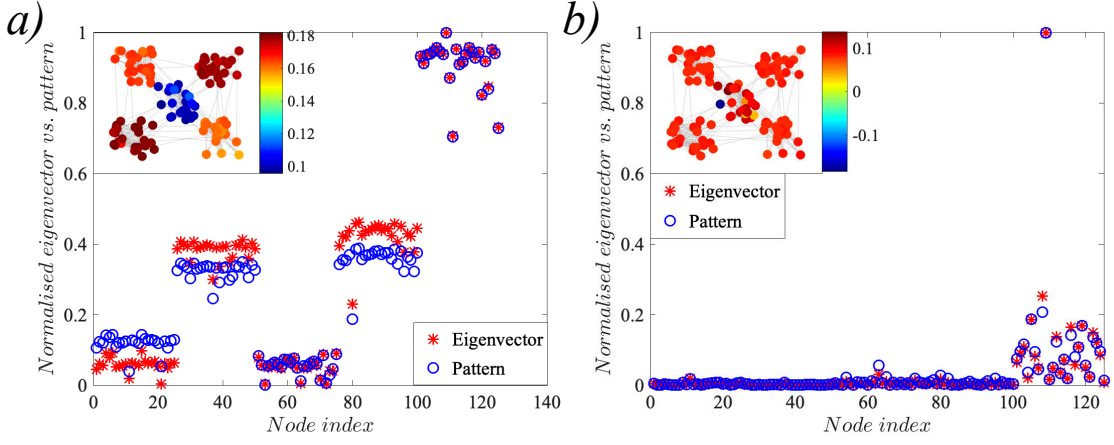 a)
Normalised eigenvector vs. pattern
1
0.8
0.6
0.4
0.2
0
0 20 40 60 80 100 120 140
Node index
0.18
0.16
0.14
0.12
0.1
Eigenvector
Pattern
b)
Normalised eigenvector vs. pattern
1
0.8
0.6
0.4
0.2
0
0 20 40 60 80 100 120
Node index
0.1
0
-0.1
Eigenvector
Pattern